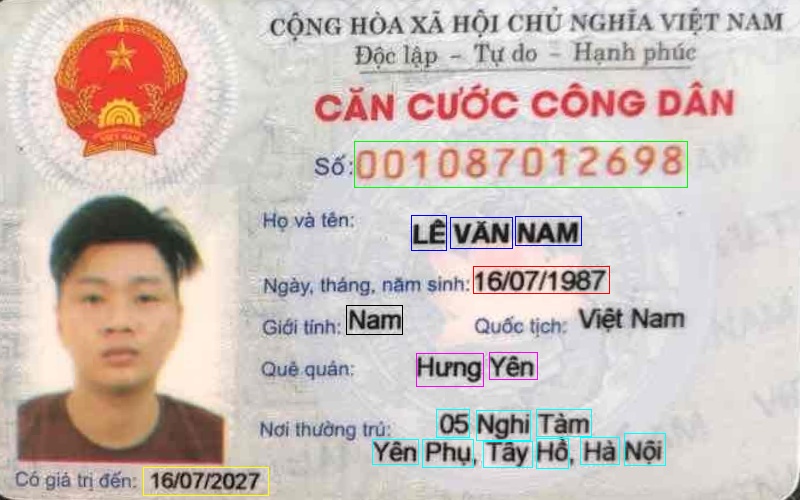 CỘNG HÒA XÃ HỘI CHỦ NGHĨA VIỆT NAM
Độc lập - Tự do - Hạnh phúc
CĂN CƯỚC CÔNG DÂN
Số: 001087012698
Họ và tên: LÊ VĂN NAM
Ngày, tháng, năm sinh: 16/07/1987
Giới tính: Nam Quốc tịch: Việt Nam
Quê quán: Hưng Yên
Nơi thường trú: 05 Nghi Tàm
Yên Phụ, Tây Hồ, Hà Nội
Có giá trị đến: 16/07/2027